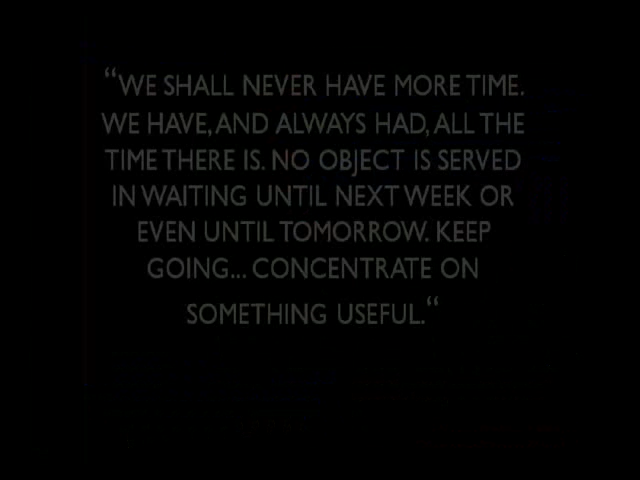 “WE SHALL NEVER HAVE MORE TIME.
WE HAVE, AND ALWAYS HAD, ALL THE
TIME THERE IS. NO OBJECT IS SERVED
IN WAITING UNTIL NEXT WEEK OR
EVEN UNTIL TOMORROW. KEEP
GOING... CONCENTRATE ON
SOMETHING USEFUL.“